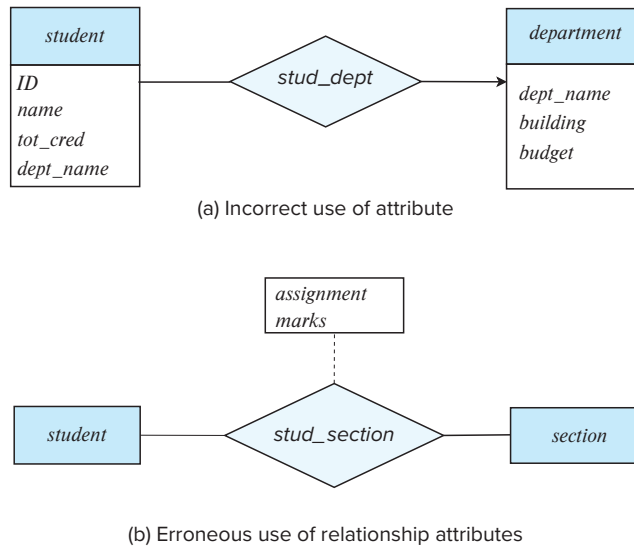 student
department
ID
name
tot_cred
dept_name
stud_dept
dept_name
building
budget
(a) Incorrect use of attribute
assignment
marks
student
stud_section
section
(b) Erroneous use of relationship attributes